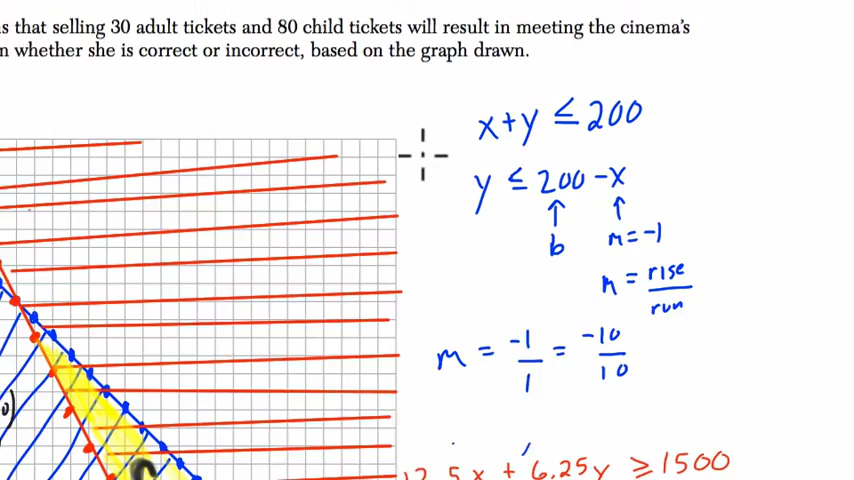 s that selling 30 adult tickets and 80 child tickets will result in meeting the cinema's
n whether she is correct or incorrect, based on the graph drawn.
x+y ≤ 200
y ≤ 200 -x
↑ ↑
b m=-1
m = rise/run
m = -1/1 = -10/10
0)
12.5x + 6.25y ≥ 1500